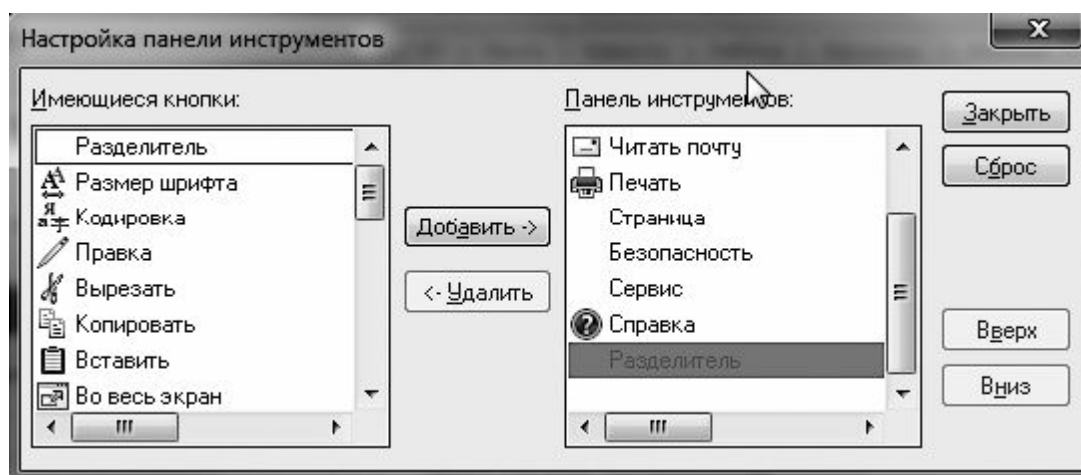 Настройка панели инструментов
Имеющиеся кнопки:
Разделитель
Размер шрифта
Кодировка
Правка
Вырезать
Копировать
Вставить
Во весь экран
Добавить ->
<- Удалить
Панель инструментов:
Читать почту
Печать
Страница
Безопасность
Сервис
Справка
Разделитель
Закрыть
Сброс
Вверх
Вниз